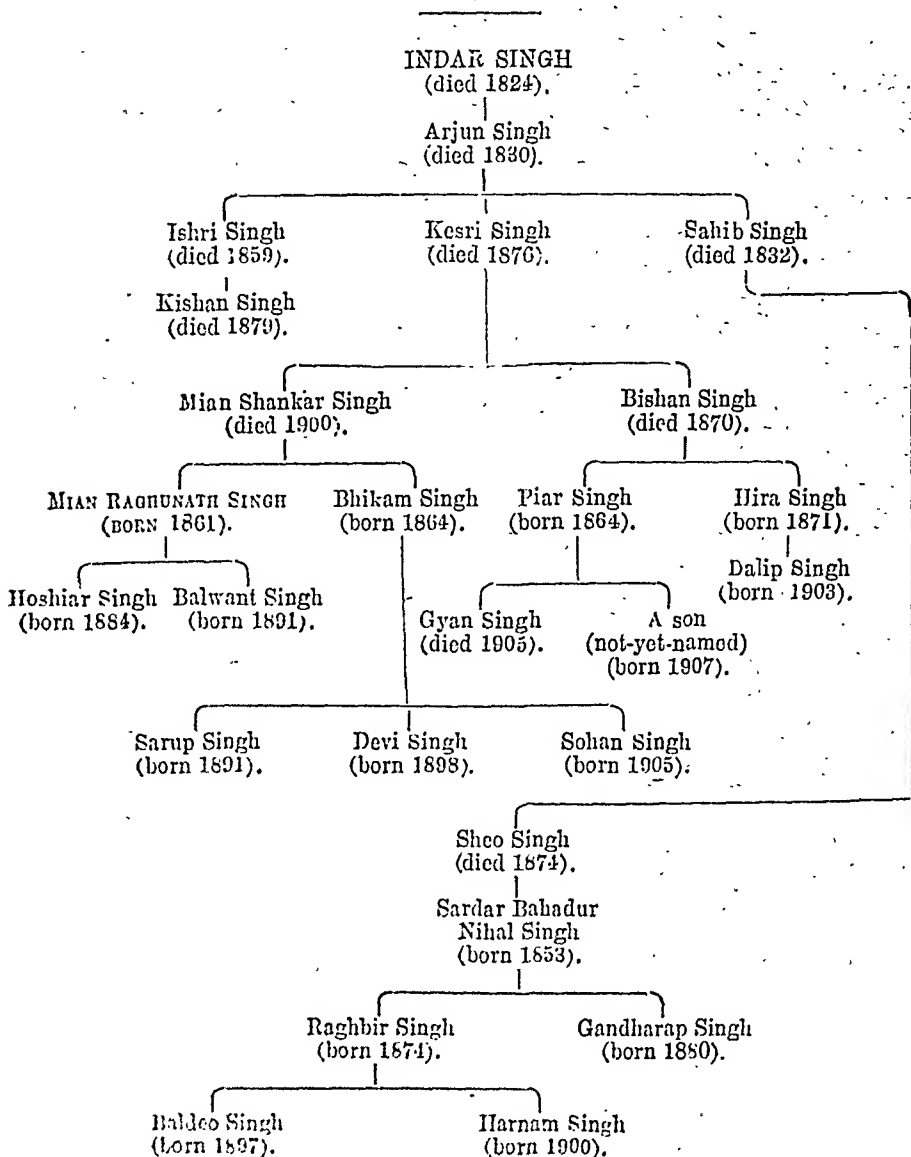 INDAR SINGH
(died 1824).
Arjun Singh
(died 1830).
Ishri Singh Kesri Singh Sahib Singh
(died 1859). (died 1876). (died 1832).
Kishan Singh
(died 1879).
Mian Shankar Singh Bishan Singh
(died 1900). (died 1870).
MIAN RAGHUNATH SINGH Bhikam Singh Piar Singh Hira Singh
(BORN 1861). (born 1864). (born 1864). (born 1871).
Hoshiar Singh Balwant Singh Dalip Singh
(born 1884). (born 1891). (born 1903).
Gyan Singh A son
(died 1905). (not-yet-named)
(born 1907).
Sarup Singh Devi Singh Sohan Singh
(born 1891). (born 1898). (born 1905).
Sheo Singh
(died 1874).
Sardar Bahadur
Nihal Singh
(born 1853).
Raghbir Singh Gandharap Singh
(born 1874). (born 1880).
Baldeo Singh Harnam Singh
(born 1897). (born 1900).